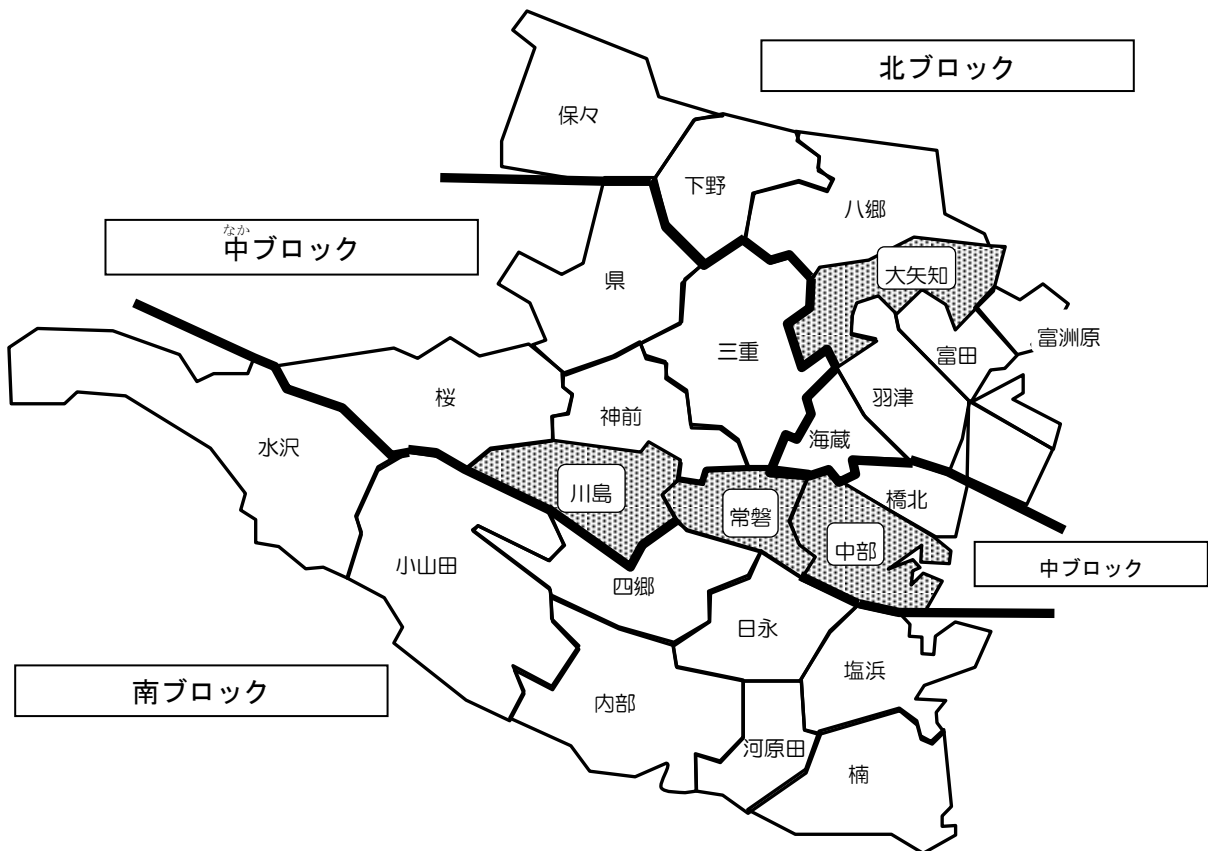 北ブロック
保々
下野
八郷
なか
中ブロック
県
大矢知
富洲原
三重
富田
桜
神前
羽津
水沢
海蔵
川島
常磐
橋北
中部
小山田
四郷
中ブロック
日永
塩浜
南ブロック
内部
河原田
楠